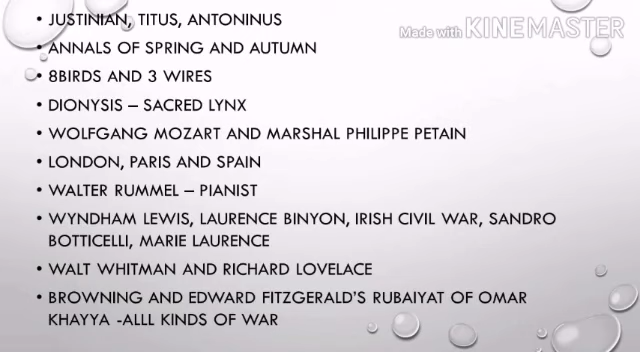 • JUSTINIAN, TITUS, ANTONINUS
Made with KINEMASTER
• ANNALS OF SPRING AND AUTUMN
• 8BIRDS AND 3 WIRES
• DIONYSIS – SACRED LYNX
• WOLFGANG MOZART AND MARSHAL PHILIPPE PETAIN
• LONDON, PARIS AND SPAIN
• WALTER RUMMEL – PIANIST
• WYNDHAM LEWIS, LAURENCE BINYON, IRISH CIVIL WAR, SANDRO
BOTTICELLI, MARIE LAURENCE
• WALT WHITMAN AND RICHARD LOVELACE
• BROWNING AND EDWARD FITZGERALD'S RUBAIYAT OF OMAR
KHAYYA -ALLL KINDS OF WAR